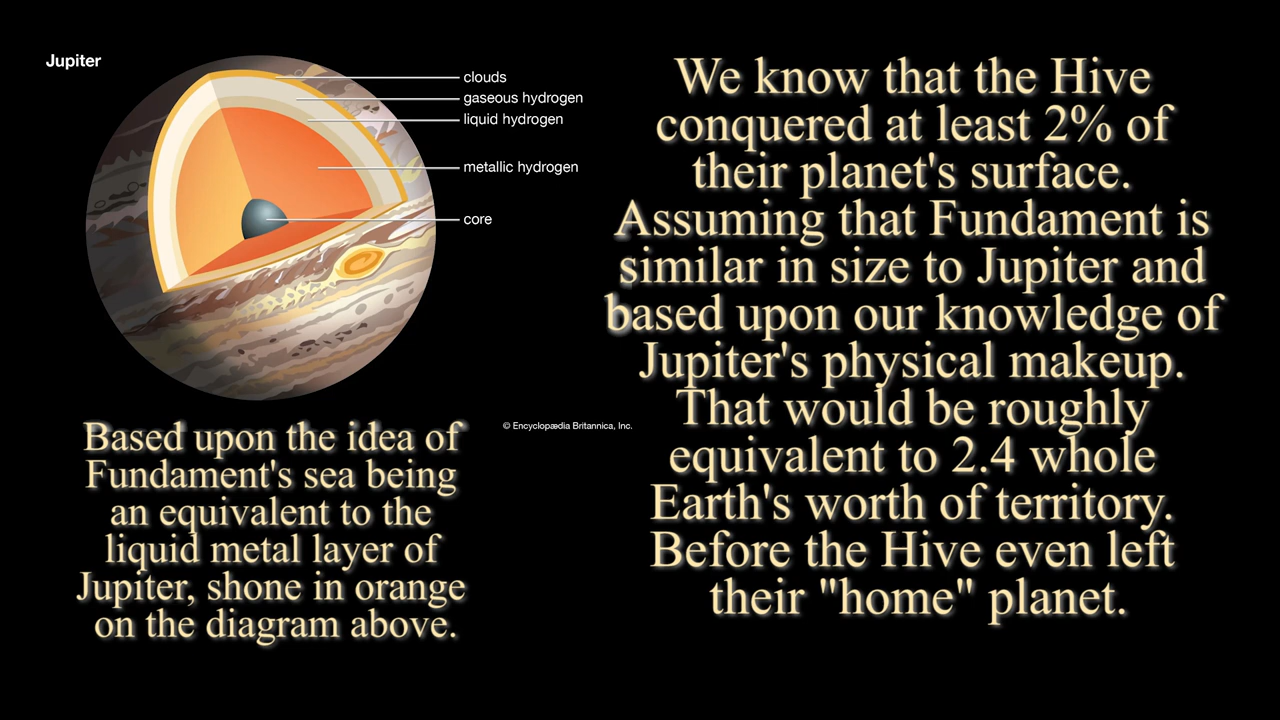 Jupiter
clouds
gaseous hydrogen
liquid hydrogen
metallic hydrogen
core
© Encyclopædia Britannica, Inc.
Based upon the idea of
Fundament's sea being
an equivalent to the
liquid metal layer of
Jupiter, shone in orange
on the diagram above.
We know that the Hive
conquered at least 2% of
their planet's surface.
Assuming that Fundament is
similar in size to Jupiter and
based upon our knowledge of
Jupiter's physical makeup.
That would be roughly
equivalent to 2.4 whole
Earth's worth of territory.
Before the Hive even left
their "home" planet.